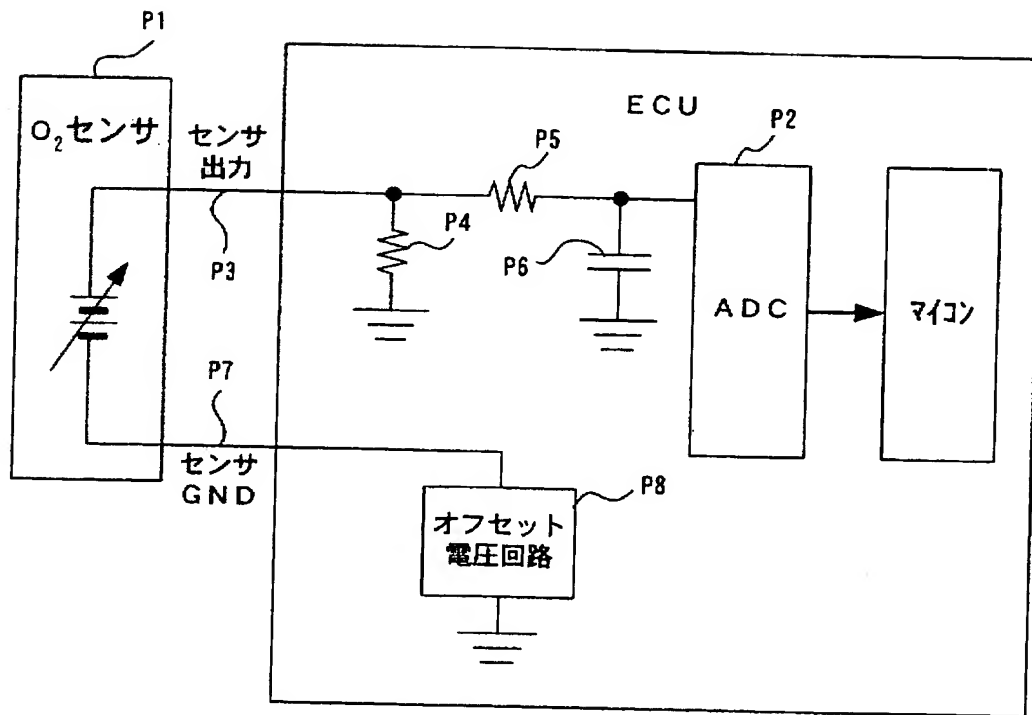 P1
O₂センサ
センサ
出力
P3
P7
センサ
GND
ECU
P5
P2
P4
P6
ADC
マイコン
P8
オフセット
電圧回路